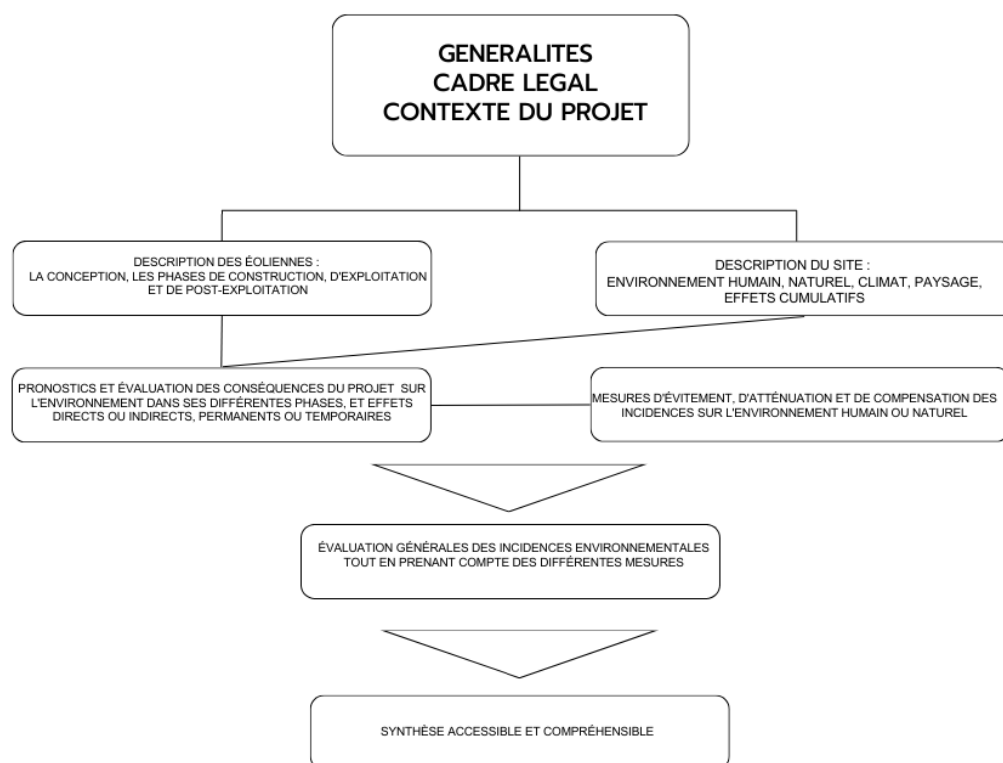 GENERALITES
CADRE LEGAL
CONTEXTE DU PROJET
DESCRIPTION DES ÉOLIENNES :
LA CONCEPTION, LES PHASES DE CONSTRUCTION, D'EXPLOITATION
ET DE POST-EXPLOITATION
DESCRIPTION DU SITE :
ENVIRONNEMENT HUMAIN, NATUREL, CLIMAT, PAYSAGE,
EFFETS CUMULATIFS
PRONOSTICS ET ÉVALUATION DES CONSÉQUENCES DU PROJET SUR
L'ENVIRONNEMENT DANS SES DIFFÉRENTES PHASES, ET EFFETS
DIRECTS OU INDIRECTS, PERMANENTS OU TEMPORAIRES
MESURES D'ÉVITEMENT, D'ATTÉNUATION ET DE COMPENSATION DES
INCIDENCES SUR L'ENVIRONNEMENT HUMAIN OU NATUREL
ÉVALUATION GÉNÉRALES DES INCIDENCES ENVIRONNEMENTALES
TOUT EN PRENANT COMPTE DES DIFFÉRENTES MESURES
SYNTHÈSE ACCESSIBLE ET COMPRÉHENSIBLE